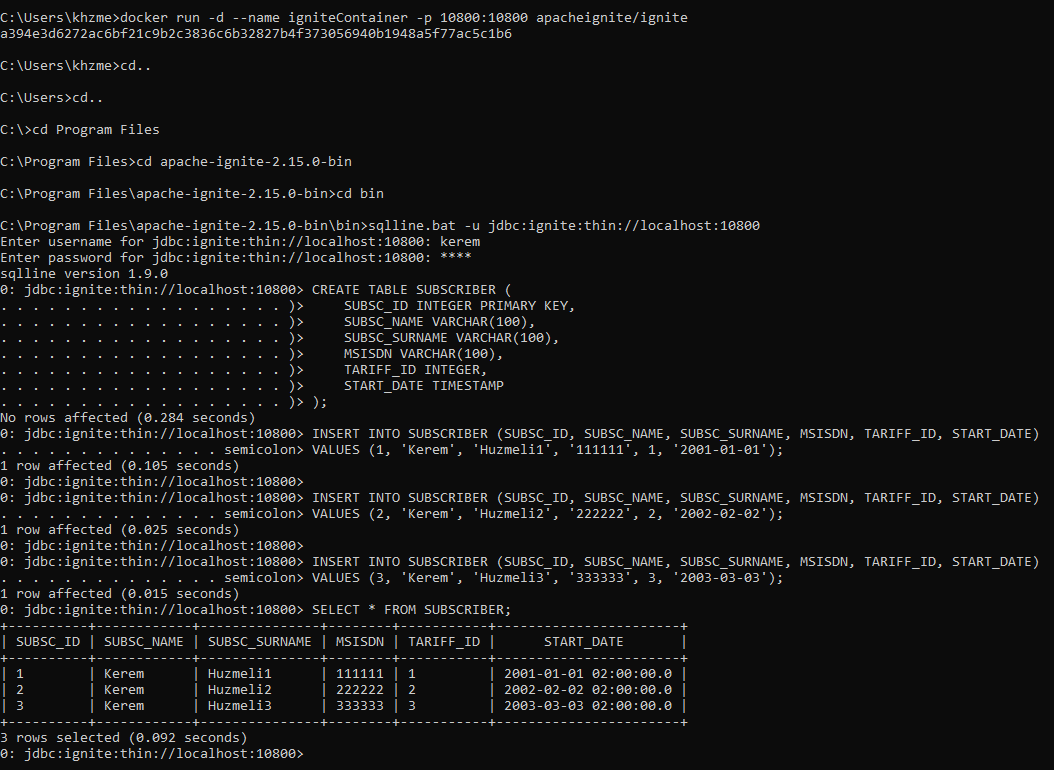 C:\Users\khzme>docker run -d --name igniteContainer -p 10800:10800 apacheignite/ignite
a394e3d6272ac6bf21c9b2c3836c6b32827b4f373056940b1948a5f77ac5c1b6
C:\Users\khzme>cd..
C:\Users>cd..
C:\>cd Program Files
C:\Program Files>cd apache-ignite-2.15.0-bin
C:\Program Files\apache-ignite-2.15.0-bin>cd bin
C:\Program Files\apache-ignite-2.15.0-bin\bin>sqlline.bat -u jdbc:ignite:thin://localhost:10800
Enter username for jdbc:ignite:thin://localhost:10800: kerem
Enter password for jdbc:ignite:thin://localhost:10800: ****
sqlline version 1.9.0
0: jdbc:ignite:thin://localhost:10800> CREATE TABLE SUBSCRIBER (
. . . . . . . . . . . . . . . . . . )>     SUBSC_ID INTEGER PRIMARY KEY,
. . . . . . . . . . . . . . . . . . )>     SUBSC_NAME VARCHAR(100),
. . . . . . . . . . . . . . . . . . )>     SUBSC_SURNAME VARCHAR(100),
. . . . . . . . . . . . . . . . . . )>     MSISDN VARCHAR(100),
. . . . . . . . . . . . . . . . . . )>     TARIFF_ID INTEGER,
. . . . . . . . . . . . . . . . . . )>     START_DATE TIMESTAMP
. . . . . . . . . . . . . . . . . . )> );
No rows affected (0.284 seconds)
0: jdbc:ignite:thin://localhost:10800> INSERT INTO SUBSCRIBER (SUBSC_ID, SUBSC_NAME, SUBSC_SURNAME, MSISDN, TARIFF_ID, START_DATE)
. . . . . . . . . . . . . . semicolon> VALUES (1, 'Kerem', 'Huzmeli1', '111111', 1, '2001-01-01');
1 row affected (0.105 seconds)
0: jdbc:ignite:thin://localhost:10800>
0: jdbc:ignite:thin://localhost:10800> INSERT INTO SUBSCRIBER (SUBSC_ID, SUBSC_NAME, SUBSC_SURNAME, MSISDN, TARIFF_ID, START_DATE)
. . . . . . . . . . . . . . semicolon> VALUES (2, 'Kerem', 'Huzmeli2', '222222', 2, '2002-02-02');
1 row affected (0.025 seconds)
0: jdbc:ignite:thin://localhost:10800>
0: jdbc:ignite:thin://localhost:10800> INSERT INTO SUBSCRIBER (SUBSC_ID, SUBSC_NAME, SUBSC_SURNAME, MSISDN, TARIFF_ID, START_DATE)
. . . . . . . . . . . . . . semicolon> VALUES (3, 'Kerem', 'Huzmeli3', '333333', 3, '2003-03-03');
1 row affected (0.015 seconds)
0: jdbc:ignite:thin://localhost:10800> SELECT * FROM SUBSCRIBER;
+----------+------------+---------------+--------+-----------+-----------------------+
| SUBSC_ID | SUBSC_NAME | SUBSC_SURNAME | MSISDN | TARIFF_ID |      START_DATE       |
+----------+------------+---------------+--------+-----------+-----------------------+
| 1        | Kerem      | Huzmeli1      | 111111 | 1         | 2001-01-01 02:00:00.0 |
| 2        | Kerem      | Huzmeli2      | 222222 | 2         | 2002-02-02 02:00:00.0 |
| 3        | Kerem      | Huzmeli3      | 333333 | 3         | 2003-03-03 02:00:00.0 |
+----------+------------+---------------+--------+-----------+-----------------------+
3 rows selected (0.092 seconds)
0: jdbc:ignite:thin://localhost:10800>